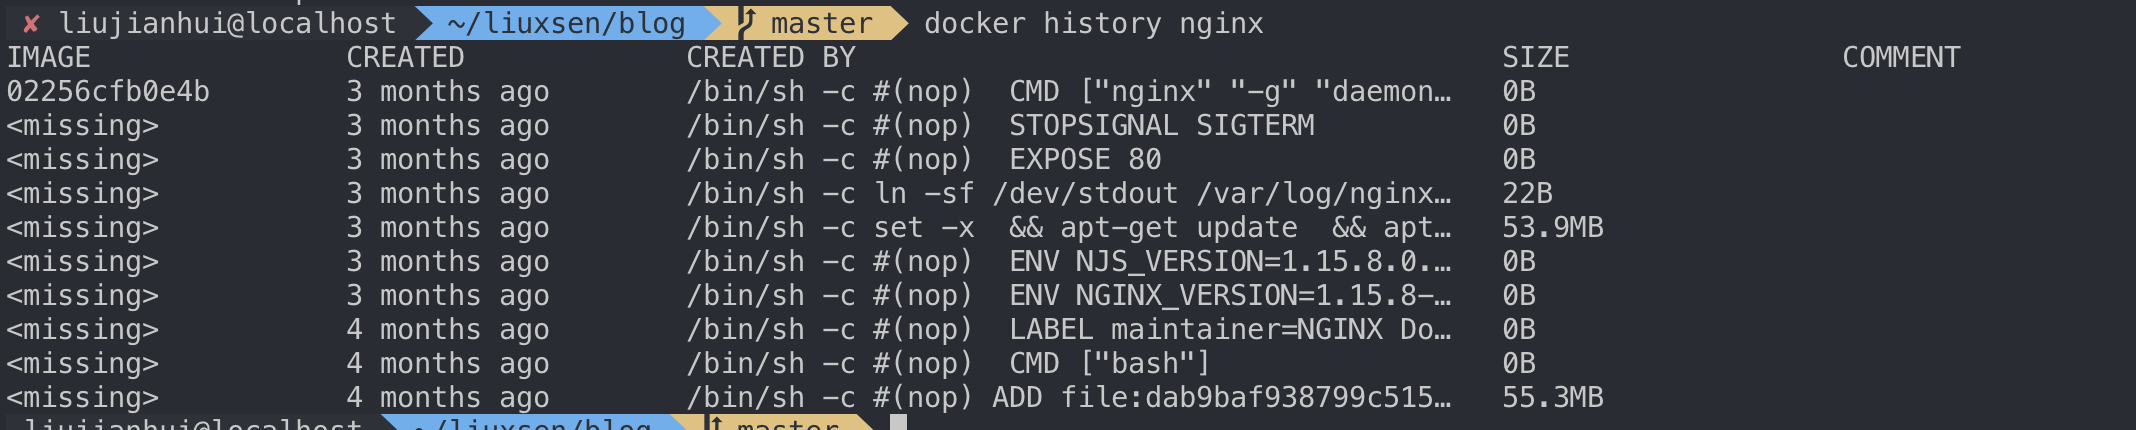 ✘ liujianhui@localhost ~/liuxsen/blog master docker history nginx
IMAGE CREATED CREATED BY SIZE COMMENT
02256cfb0e4b 3 months ago /bin/sh -c #(nop)  CMD ["nginx" "-g" "daemon… 0B
<missing> 3 months ago /bin/sh -c #(nop)  STOPSIGNAL SIGTERM 0B
<missing> 3 months ago /bin/sh -c #(nop)  EXPOSE 80 0B
<missing> 3 months ago /bin/sh -c ln -sf /dev/stdout /var/log/nginx… 22B
<missing> 3 months ago /bin/sh -c set -x  && apt-get update  && apt… 53.9MB
<missing> 3 months ago /bin/sh -c #(nop)  ENV NJS_VERSION=1.15.8.0.… 0B
<missing> 3 months ago /bin/sh -c #(nop)  ENV NGINX_VERSION=1.15.8-… 0B
<missing> 4 months ago /bin/sh -c #(nop)  LABEL maintainer=NGINX Do… 0B
<missing> 4 months ago /bin/sh -c #(nop)  CMD ["bash"] 0B
<missing> 4 months ago /bin/sh -c #(nop) ADD file:dab9baf938799c515… 55.3MB
liujianhui@localhost ~/liuxsen/blog master